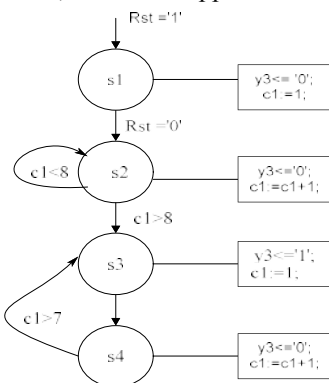 Rst ='1'
s1
y3<= '0';
c1:=1;
Rst ='0'
s2
c1<8
y3<='0';
c1:=c1+1;
c1>8
s3
y3<='1';
c1:=1;
c1>7
s4
y3<='0';
c1:=c1+1;